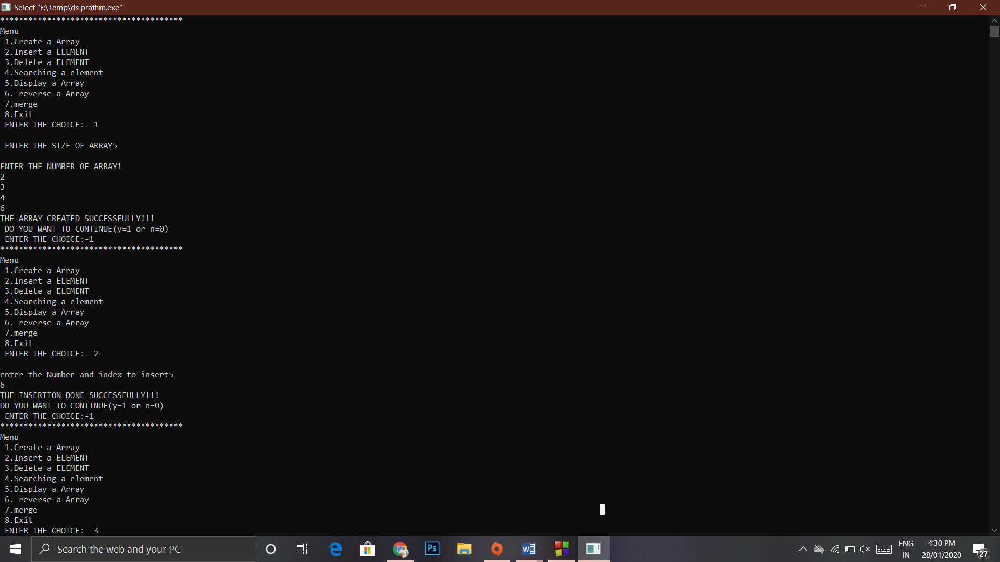 Select "F:\Temp\ds prathm.exe"
***************************************
Menu
1.Create a Array
2.Insert a ELEMENT
3.Delete a ELEMENT
4.Searching a element
5.Display a Array
6. reverse a Array
7.merge
8.Exit
ENTER THE CHOICE:- 1
ENTER THE SIZE OF ARRAY5
ENTER THE NUMBER OF ARRAY1
2
3
4
6
THE ARRAY CREATED SUCCESSFULLY!!!
DO YOU WANT TO CONTINUE(y=1 or n=0)
ENTER THE CHOICE:-1
***************************************
Menu
1.Create a Array
2.Insert a ELEMENT
3.Delete a ELEMENT
4.Searching a element
5.Display a Array
6. reverse a Array
7.merge
8.Exit
ENTER THE CHOICE:- 2
enter the Number and index to insert5
6
THE INSERTION DONE SUCCESSFULLY!!!
DO YOU WANT TO CONTINUE(y=1 or n=0)
ENTER THE CHOICE:-1
***************************************
Menu
1.Create a Array
2.Insert a ELEMENT
3.Delete a ELEMENT
4.Searching a element
5.Display a Array
6. reverse a Array
7.merge
8.Exit
ENTER THE CHOICE:- 3
Search the web and your PC
Ps
W
ENG
IN
4:30 PM
28/01/2020
27